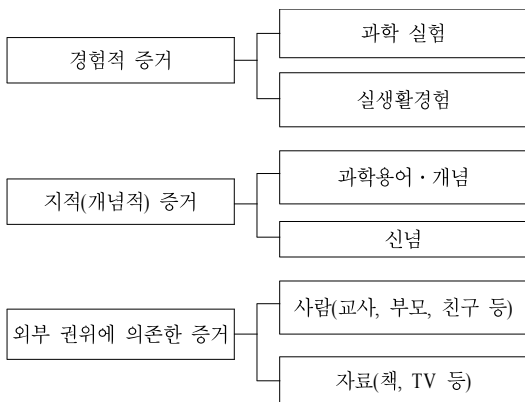 경험적 증거
과학 실험
실생활경험
지적(개념적) 증거
과학용어·개념
신념
외부 권위에 의존한 증거
사람(교사, 부모, 친구 등)
자료(책, TV 등)